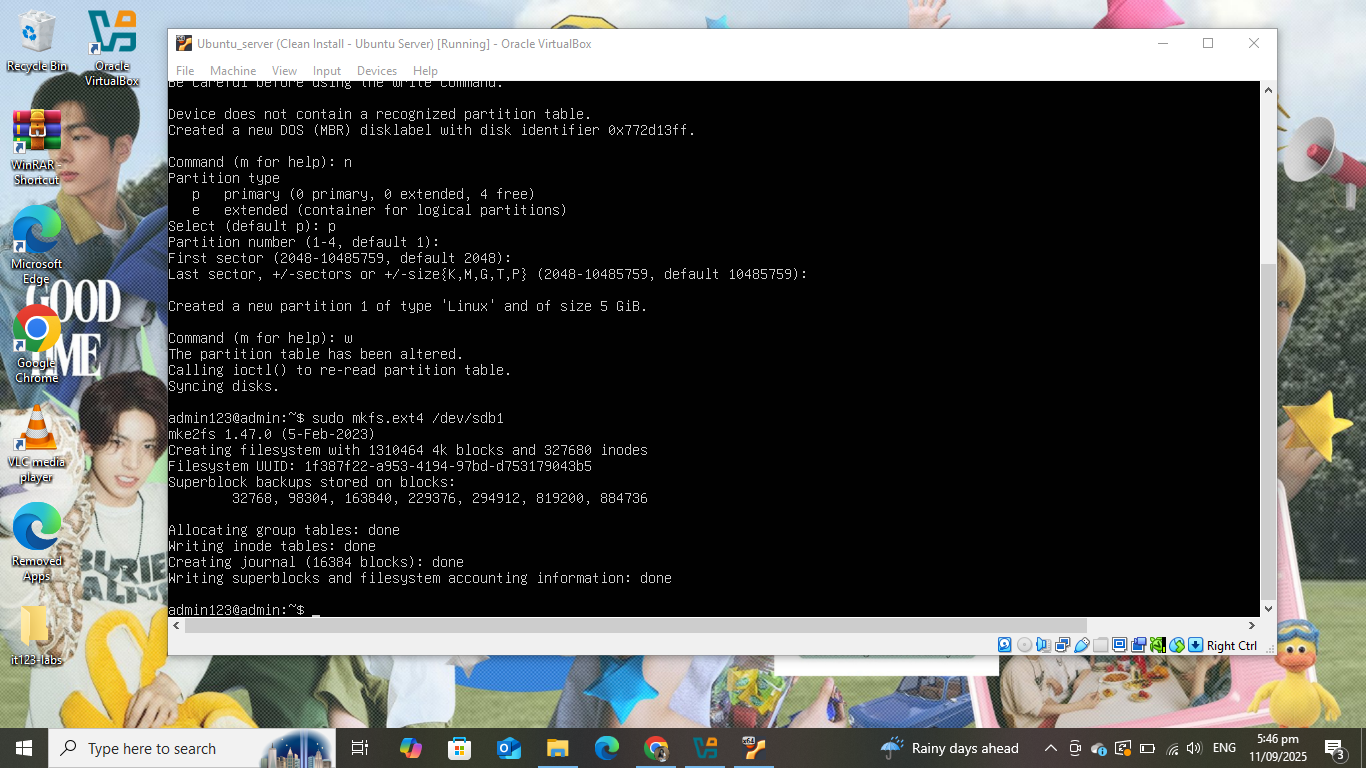 Recycle Bin
Oracle
VirtualBox
WinRAR -
Shortcut
Microsoft
Edge
GOOD
TIME
Google
Chrome
VLC media
player
Removed
Apps
it123-labs
BURIED
ALIVE
Ubuntu_server (Clean Install - Ubuntu Server) [Running] - Oracle VirtualBox
File Machine View Input Devices Help
Be careful before using the write command.
Device does not contain a recognized partition table.
Created a new DOS (MBR) disklabel with disk identifier 0x772d13ff.
Command (m for help): n
Partition type
p primary (0 primary, 0 extended, 4 free)
e extended (container for logical partitions)
Select (default p): p
Partition number (1-4, default 1):
First sector (2048-10485759, default 2048):
Last sector, +/-sectors or +/-size{K,M,G,T,P} (2048-10485759, default 10485759):
Created a new partition 1 of type 'Linux' and of size 5 GiB.
Command (m for help): w
The partition table has been altered.
Calling ioctl() to re-read partition table.
Syncing disks.
admin123@admin:~$ sudo mkfs.ext4 /dev/sdb1
mke2fs 1.47.0 (5-Feb-2023)
Creating filesystem with 1310464 4k blocks and 327680 inodes
Filesystem UUID: 1f387f22-a953-4194-97bd-d753179043b5
Superblock backups stored on blocks:
32768, 98304, 163840, 229376, 294912, 819200, 884736
Allocating group tables: done
Writing inode tables: done
Creating journal (16384 blocks): done
Writing superblocks and filesystem accounting information: done
admin123@admin:~$ _
Right Ctrl
Type here to search
x64
Rainy days ahead
ENG
5:46 pm
11/09/2025
3